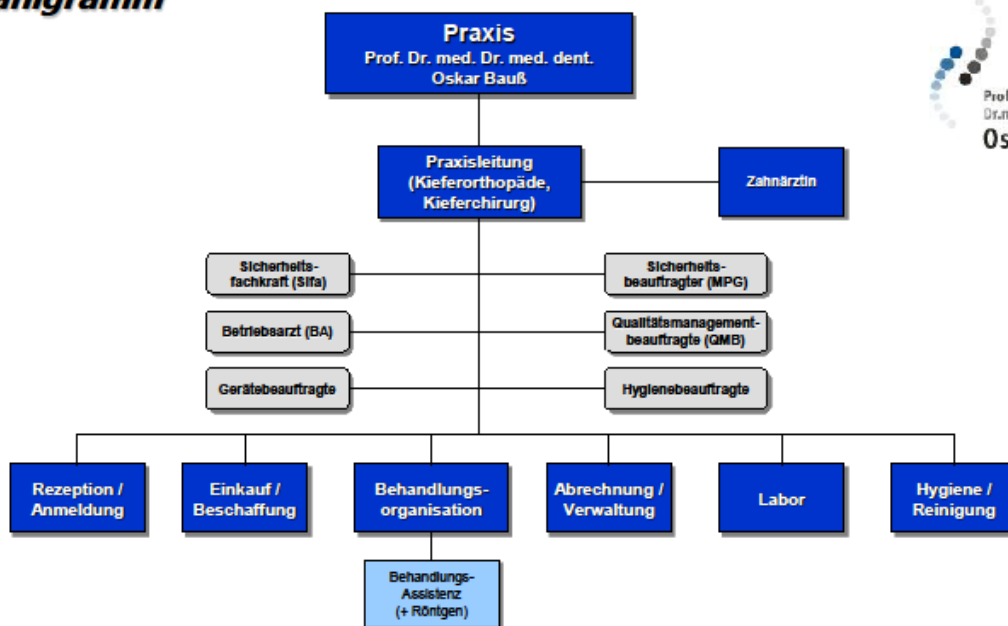 Praxis
Prof. Dr. med. Dr. med. dent.
Oskar Bauß
Praxisleitung
(Kieferorthopäde,
Kieferchirurg)
Zahnärztin
Sicherheits-
fachkraft (Sifa)
Sicherheits-
beauftragter (MPG)
Betriebsarzt (BA)
Qualitätsmanagement-
beauftragte (QMB)
Gerätebeauftragte
Hygienebeauftragte
Rezeption /
Anmeldung
Einkauf /
Beschaffung
Behandlungs-
organisation
Abrechnung /
Verwaltung
Labor
Hygiene /
Reinigung
Behandlungs-
Assistenz
(+ Röntgen)